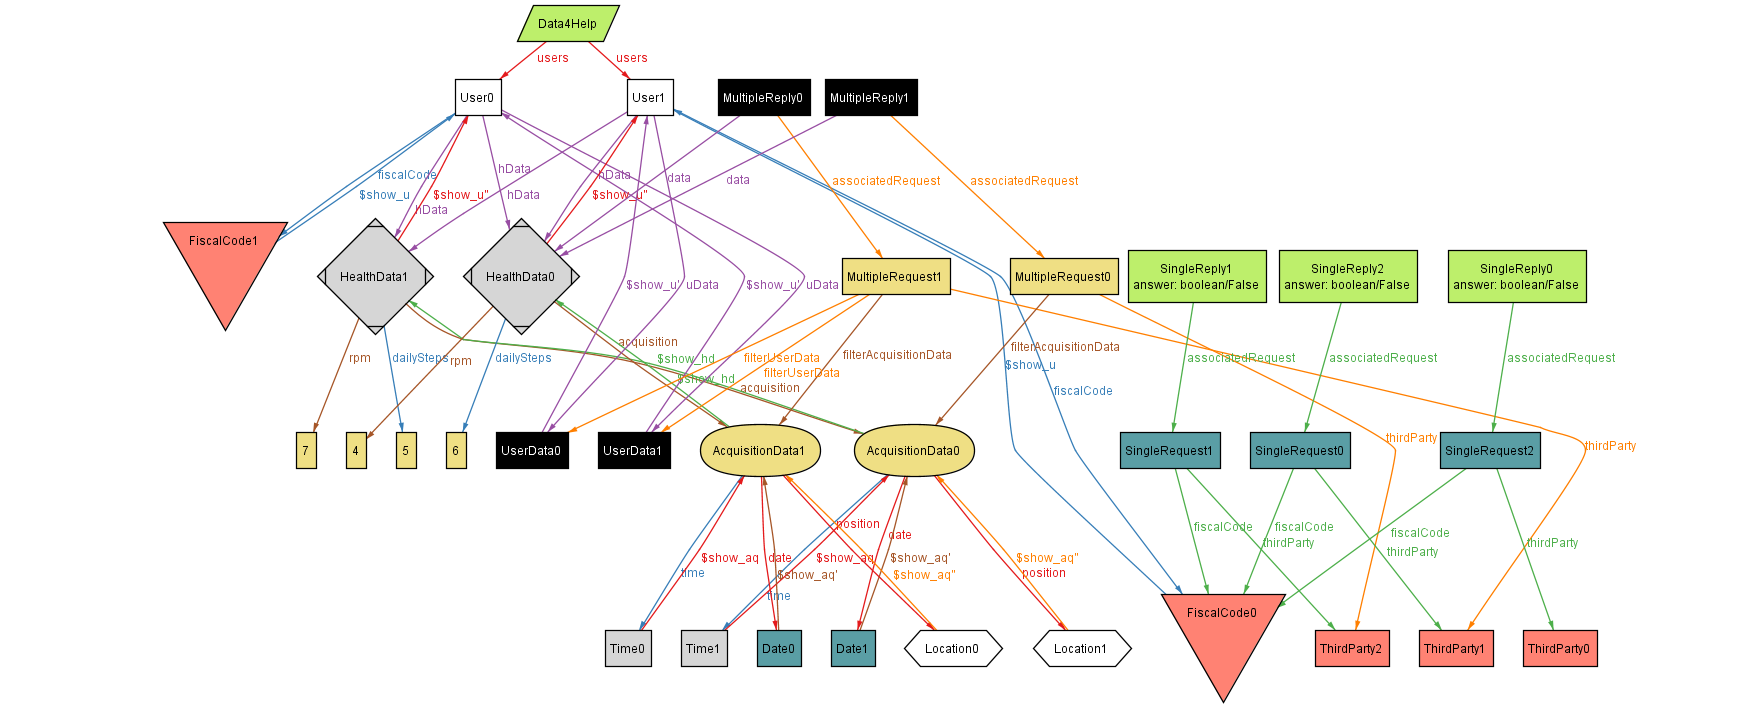 Data4Help
users
users
User0
User1
MultipleReply0
MultipleReply1
hData
fiscalCode
hData
data
data
associatedRequest
associatedRequest
$show_u
$show_u"
hData
$show_u"
hData
FiscalCode1
HealthData1
HealthData0
MultipleRequest1
MultipleRequest0
SingleReply1
answer: boolean/False
SingleReply2
answer: boolean/False
SingleReply0
answer: boolean/False
$show_u'
uData
$show_u'
uData
acquisition
rpm
dailySteps
rpm
dailySteps
$show_hd
filterUserData
filterAcquisitionData
filterAcquisitionData
associatedRequest
associatedRequest
associatedRequest
$show_u
$show_hd
filterUserData
acquisition
fiscalCode
thirdParty
thirdParty
7
4
5
6
UserData0
UserData1
AcquisitionData1
AcquisitionData0
SingleRequest1
SingleRequest0
SingleRequest2
position
date
fiscalCode
fiscalCode
fiscalCode
thirdParty
thirdParty
thirdParty
$show_aq
date
$show_aq
$show_aq'
$show_aq"
time
$show_aq'
$show_aq"
position
time
FiscalCode0
Time0
Time1
Date0
Date1
Location0
Location1
ThirdParty2
ThirdParty1
ThirdParty0